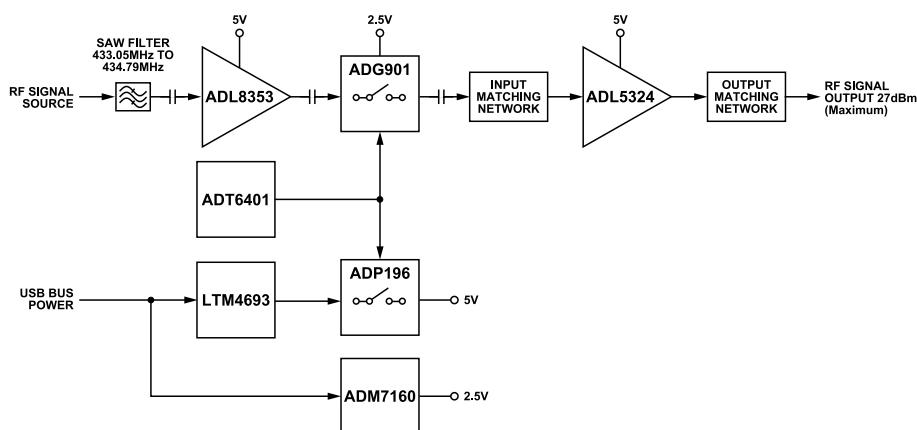 5V
2.5V
5V
SAW FILTER
433.05MHz TO
434.79MHz
ADG901
RF SIGNAL
SOURCE
ADL8353
INPUT
MATCHING
NETWORK
ADL5324
OUTPUT
MATCHING
NETWORK
RF SIGNAL
OUTPUT 27dBm
(Maximum)
ADT6401
ADP196
USB BUS
POWER
LTM4693
5V
ADM7160
2.5V